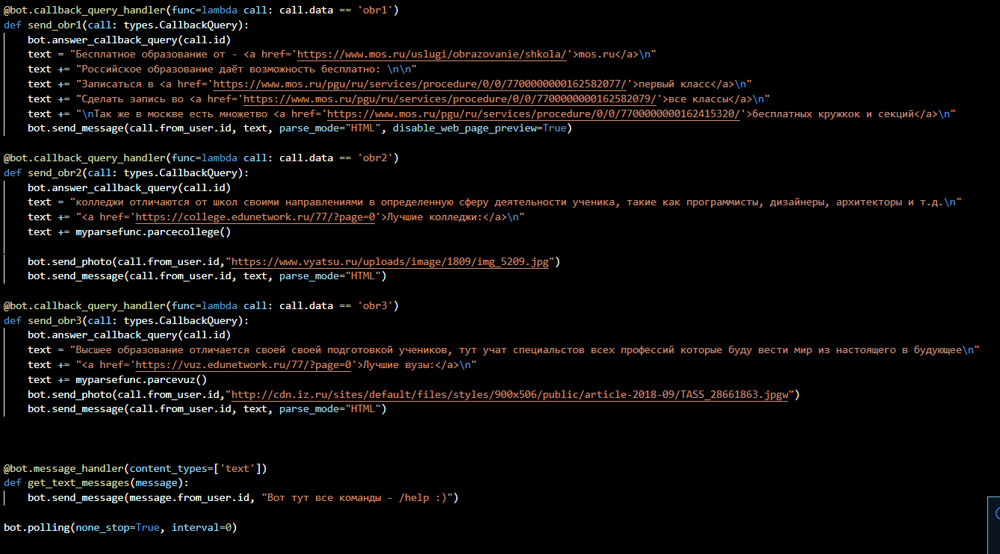 @bot.callback_query_handler(func=lambda call: call.data == 'obr1')
def send_obr1(call: types.CallbackQuery):
    bot.answer_callback_query(call.id)
    text = "Бесплатное образование от - <a href='https://www.mos.ru/uslugi/obrazovanie/shkola/'>mos.ru</a>\n"
    text += "Российское образование даёт возможность бесплатно: \n\n"
    text += "Записаться в <a href='https://www.mos.ru/pgu/ru/services/procedure/0/0/7700000000162582077/'>первый класс</a>\n"
    text += "Сделать запись во <a href='https://www.mos.ru/pgu/ru/services/procedure/0/0/7700000000162582079/'>все классы</a>\n"
    text += "\nТак же в москве есть множетво <a href='https://www.mos.ru/pgu/ru/services/procedure/0/0/7700000000162415320/'>бесплатных кружкок и секций</a>\n"
    bot.send_message(call.from_user.id, text, parse_mode="HTML", disable_web_page_preview=True)

@bot.callback_query_handler(func=lambda call: call.data == 'obr2')
def send_obr2(call: types.CallbackQuery):
    bot.answer_callback_query(call.id)
    text = "колледжи отличаются от школ своими направлениями в определенную сферу деятельности ученика, такие как программисты, дизайнеры, архитекторы и т.д.\n"
    text += "<a href='https://college.edunetwork.ru/77/?page=0'>Лучшие колледжи:</a>\n"
    text += myparsefunc.parcecollege()

    bot.send_photo(call.from_user.id,"https://www.vyatsu.ru/uploads/image/1809/img_5209.jpg")
    bot.send_message(call.from_user.id, text, parse_mode="HTML")

@bot.callback_query_handler(func=lambda call: call.data == 'obr3')
def send_obr3(call: types.CallbackQuery):
    bot.answer_callback_query(call.id)
    text = "Высшее образование отличается своей своей подготовкой учеников, тут учат специальстов всех профессий которые буду вести мир из настоящего в будующее\n"
    text += "<a href='https://vuz.edunetwork.ru/77/?page=0'>Лучшие вузы:</a>\n"
    text += myparsefunc.parcevuz()
    bot.send_photo(call.from_user.id,"http://cdn.iz.ru/sites/default/files/styles/900x506/public/article-2018-09/TASS_28661863.jpgw")
    bot.send_message(call.from_user.id, text, parse_mode="HTML")

@bot.message_handler(content_types=['text'])
def get_text_messages(message):
    bot.send_message(message.from_user.id, "Вот тут все команды - /help :)")

bot.polling(none_stop=True, interval=0)